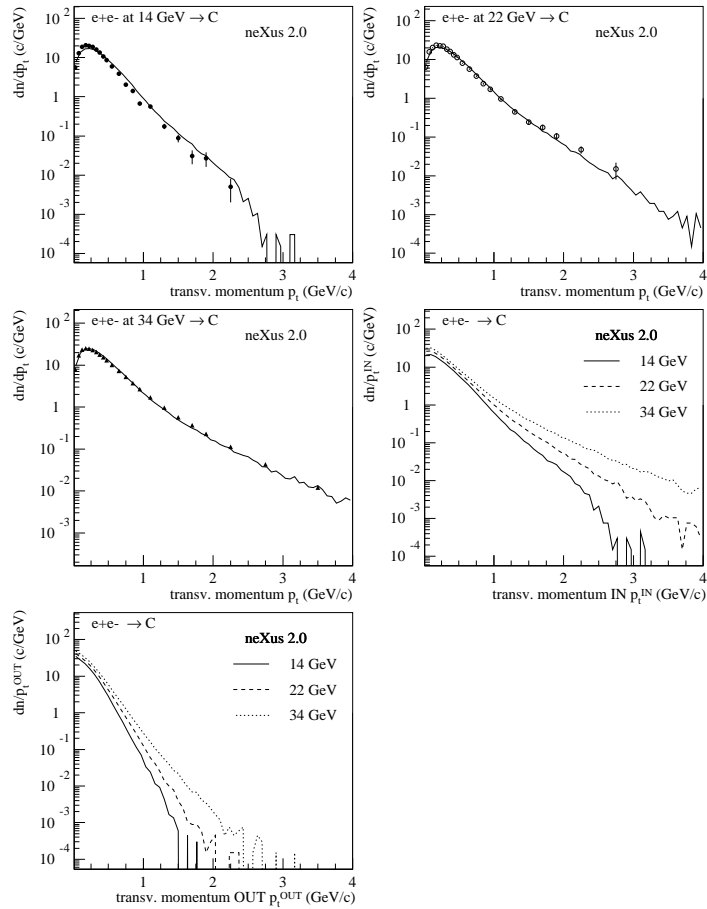 e+e- at 14 GeV → C
neXus 2.0
dn/dp_t (c/GeV)
10^2
10
1
10^-1
10^-2
10^-3
10^-4
1 2 3 4
transv. momentum p_t (GeV/c)
e+e- at 22 GeV → C
neXus 2.0
dn/dp_t (c/GeV)
10^2
10
1
10^-1
10^-2
10^-3
10^-4
1 2 3 4
transv. momentum p_t (GeV/c)
e+e- at 34 GeV → C
neXus 2.0
dn/dp_t (c/GeV)
10^2
10
1
10^-1
10^-2
10^-3
1 2 3 4
transv. momentum p_t (GeV/c)
e+e- → C
neXus 2.0
14 GeV
22 GeV
34 GeV
dn/p_t^IN (c/GeV)
10^2
10
1
10^-1
10^-2
10^-3
10^-4
1 2 3 4
transv. momentum IN p_t^IN (GeV/c)
e+e- → C
neXus 2.0
14 GeV
22 GeV
34 GeV
dn/p_t^OUT (c/GeV)
10^2
10
1
10^-1
10^-2
10^-3
10^-4
1 2 3 4
transv. momentum OUT p_t^OUT (GeV/c)